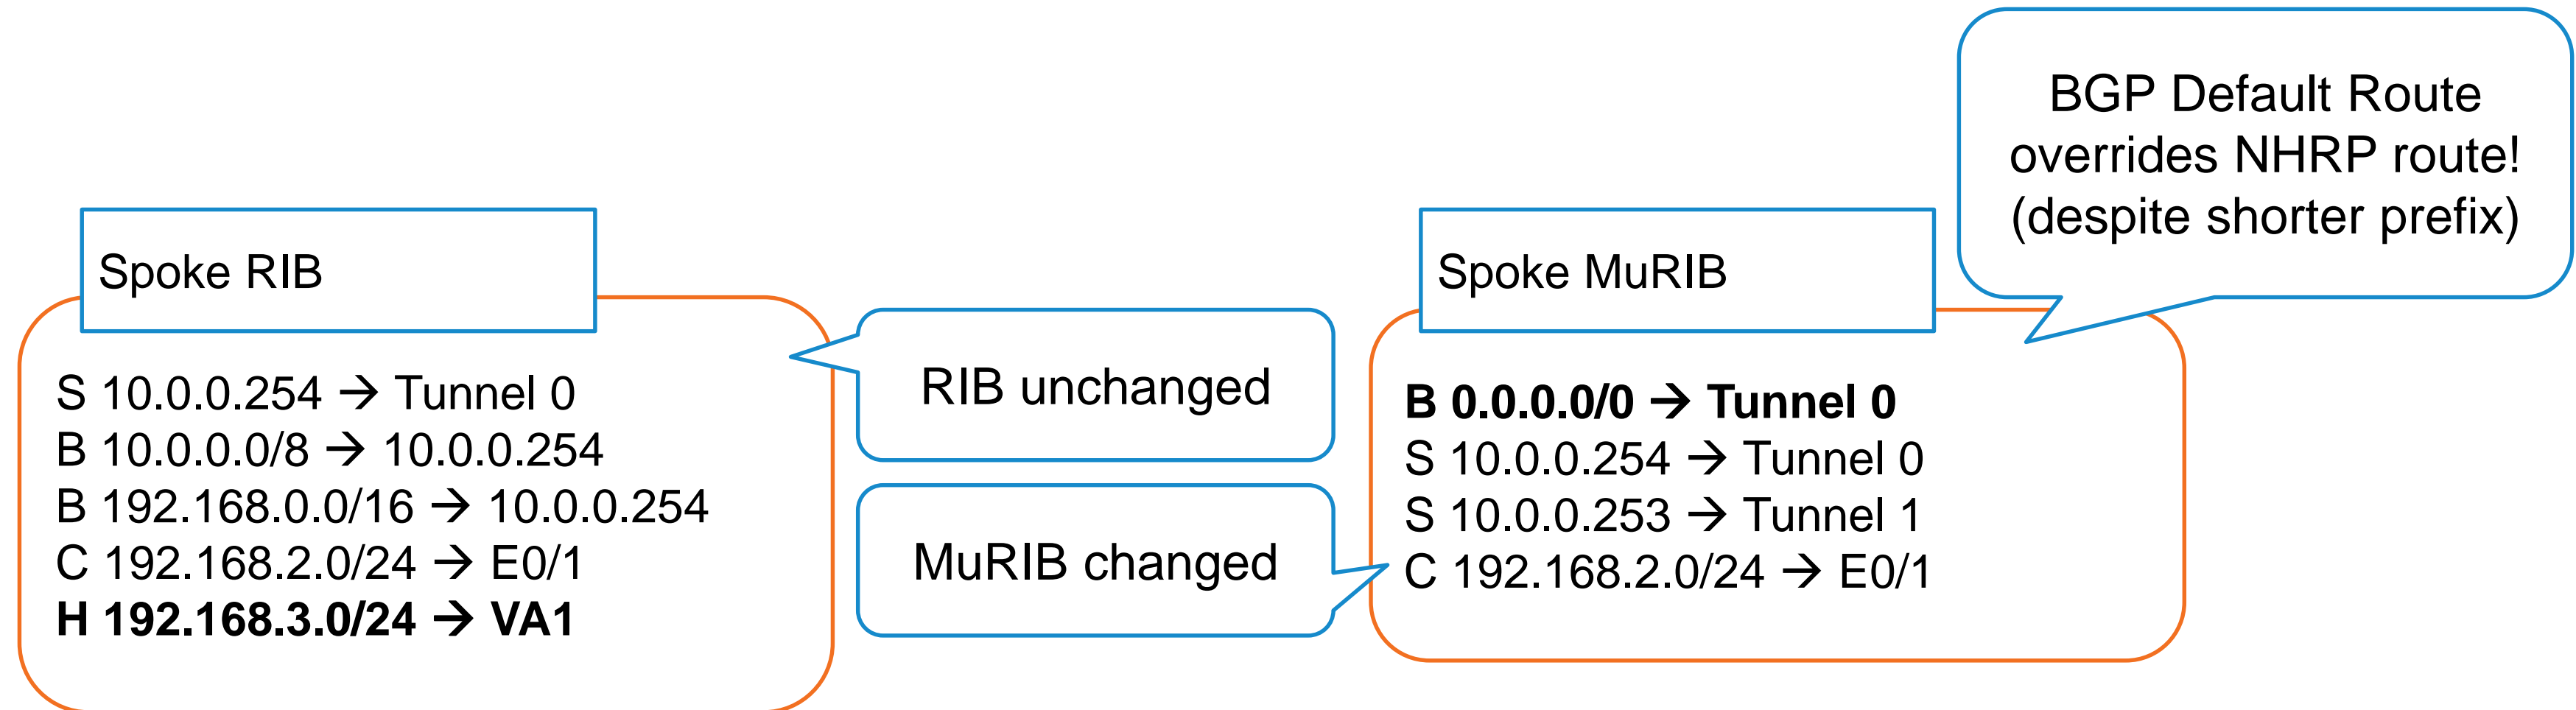 Spoke RIB
S 10.0.0.254 → Tunnel 0
B 10.0.0.0/8 → 10.0.0.254
B 192.168.0.0/16 → 10.0.0.254
C 192.168.2.0/24 → E0/1
H 192.168.3.0/24 → VA1
RIB unchanged
MuRIB changed
Spoke MuRIB
B 0.0.0.0/0 → Tunnel 0
S 10.0.0.254 → Tunnel 0
S 10.0.0.253 → Tunnel 1
C 192.168.2.0/24 → E0/1
BGP Default Route
overrides NHRP route!
(despite shorter prefix)